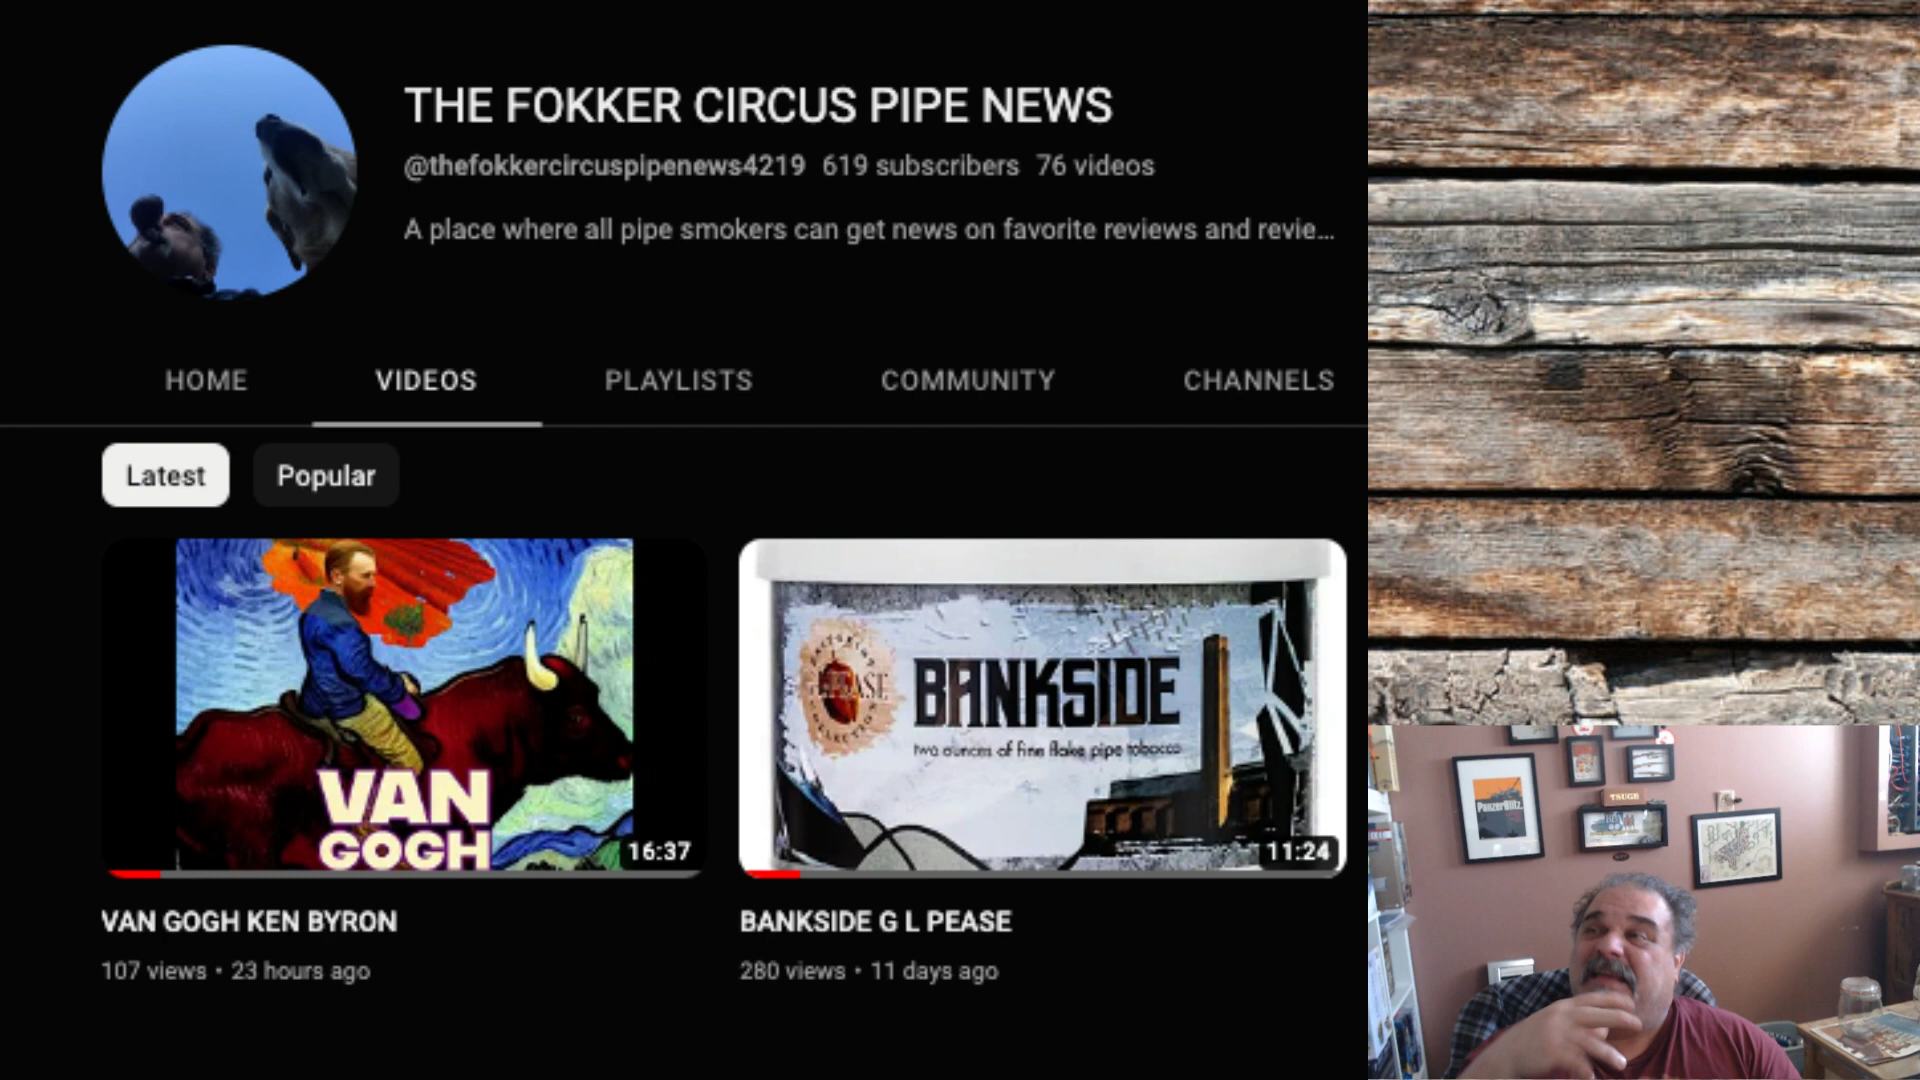 THE FOKKER CIRCUS PIPE NEWS
@thefokkercircuspipenews4219 619 subscribers 76 videos
A place where all pipe smokers can get news on favorite reviews and revie...
HOME VIDEOS PLAYLISTS COMMUNITY CHANNELS
Latest Popular
VAN
GOGH
16:37
PEASE
BANKSIDE
two ounces of fine flake pipe tobacco
11:24
VAN GOGH KEN BYRON
107 views • 23 hours ago
BANKSIDE G L PEASE
280 views • 11 days ago
PanzerBlitz
TSUGE